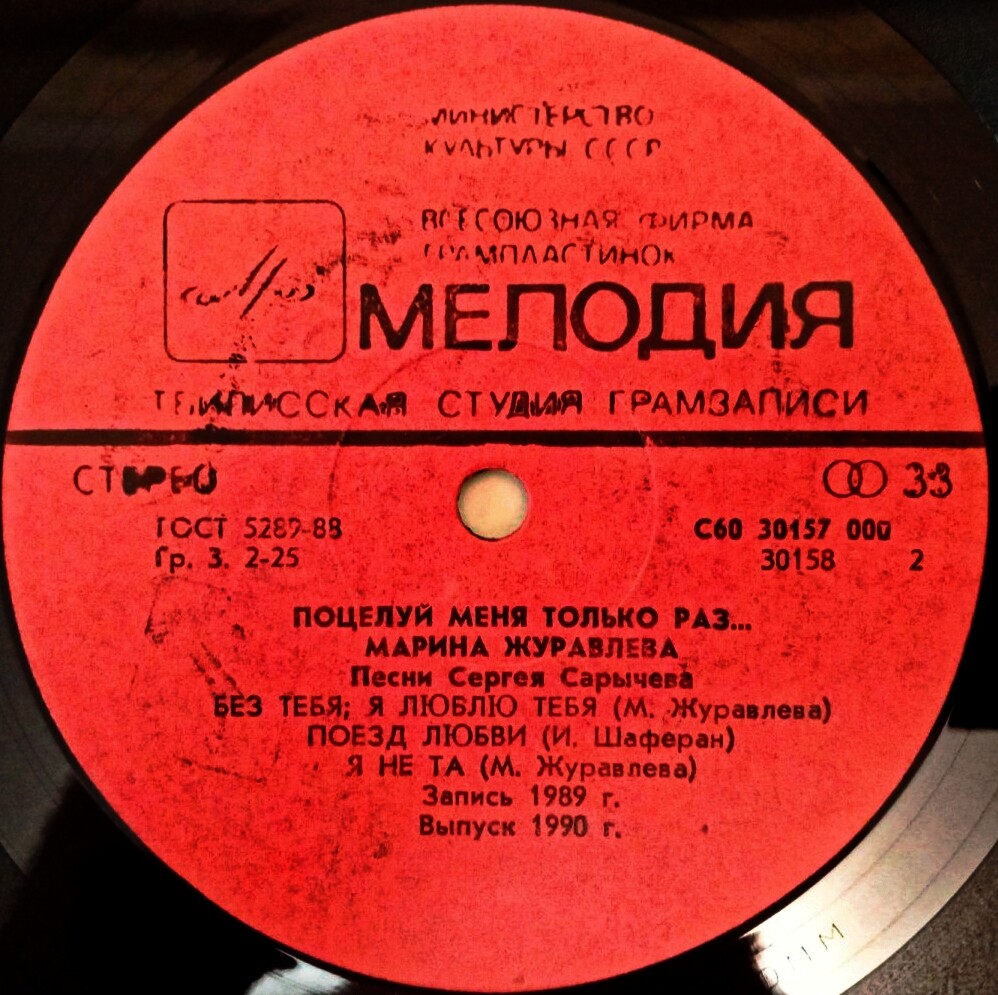 МИНИСТЕРСТВО
КУЛЬТУРЫ СССР
ВСЕСОЮЗНАЯ ФИРМА
ГРАМПЛАСТИНОК
МЕЛОДИЯ
ТБИЛИССКАЯ СТУДИЯ ГРАМЗАПИСИ
СТЕРЕО
33
ГОСТ 5289-88
С60 30157 000
Гр. 3. 2-25
30158 2
ПОЦЕЛУЙ МЕНЯ ТОЛЬКО РАЗ...
МАРИНА ЖУРАВЛЕВА
Песни Сергея Сарычева
БЕЗ ТЕБЯ; Я ЛЮБЛЮ ТЕБЯ (М. Журавлева)
ПОЕЗД ЛЮБВИ (И. Шаферан)
Я НЕ ТА (М. Журавлева)
Запись 1989 г.
Выпуск 1990 г.